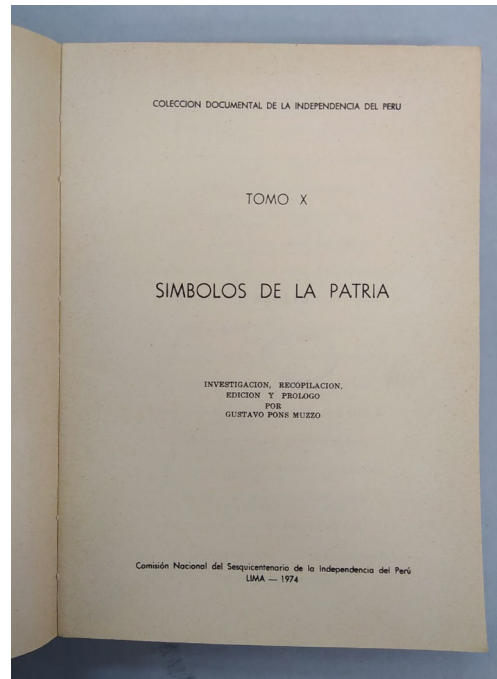 COLECCION DOCUMENTAL DE LA INDEPENDENCIA DEL PERU
TOMO X
SIMBOLOS DE LA PATRIA
INVESTIGACION, RECOPILACION,
EDICION Y PROLOGO
POR
GUSTAVO PONS MUZZO
Comisión Nacional del Sesquicentenario de la Independencia del Perú
LIMA — 1974